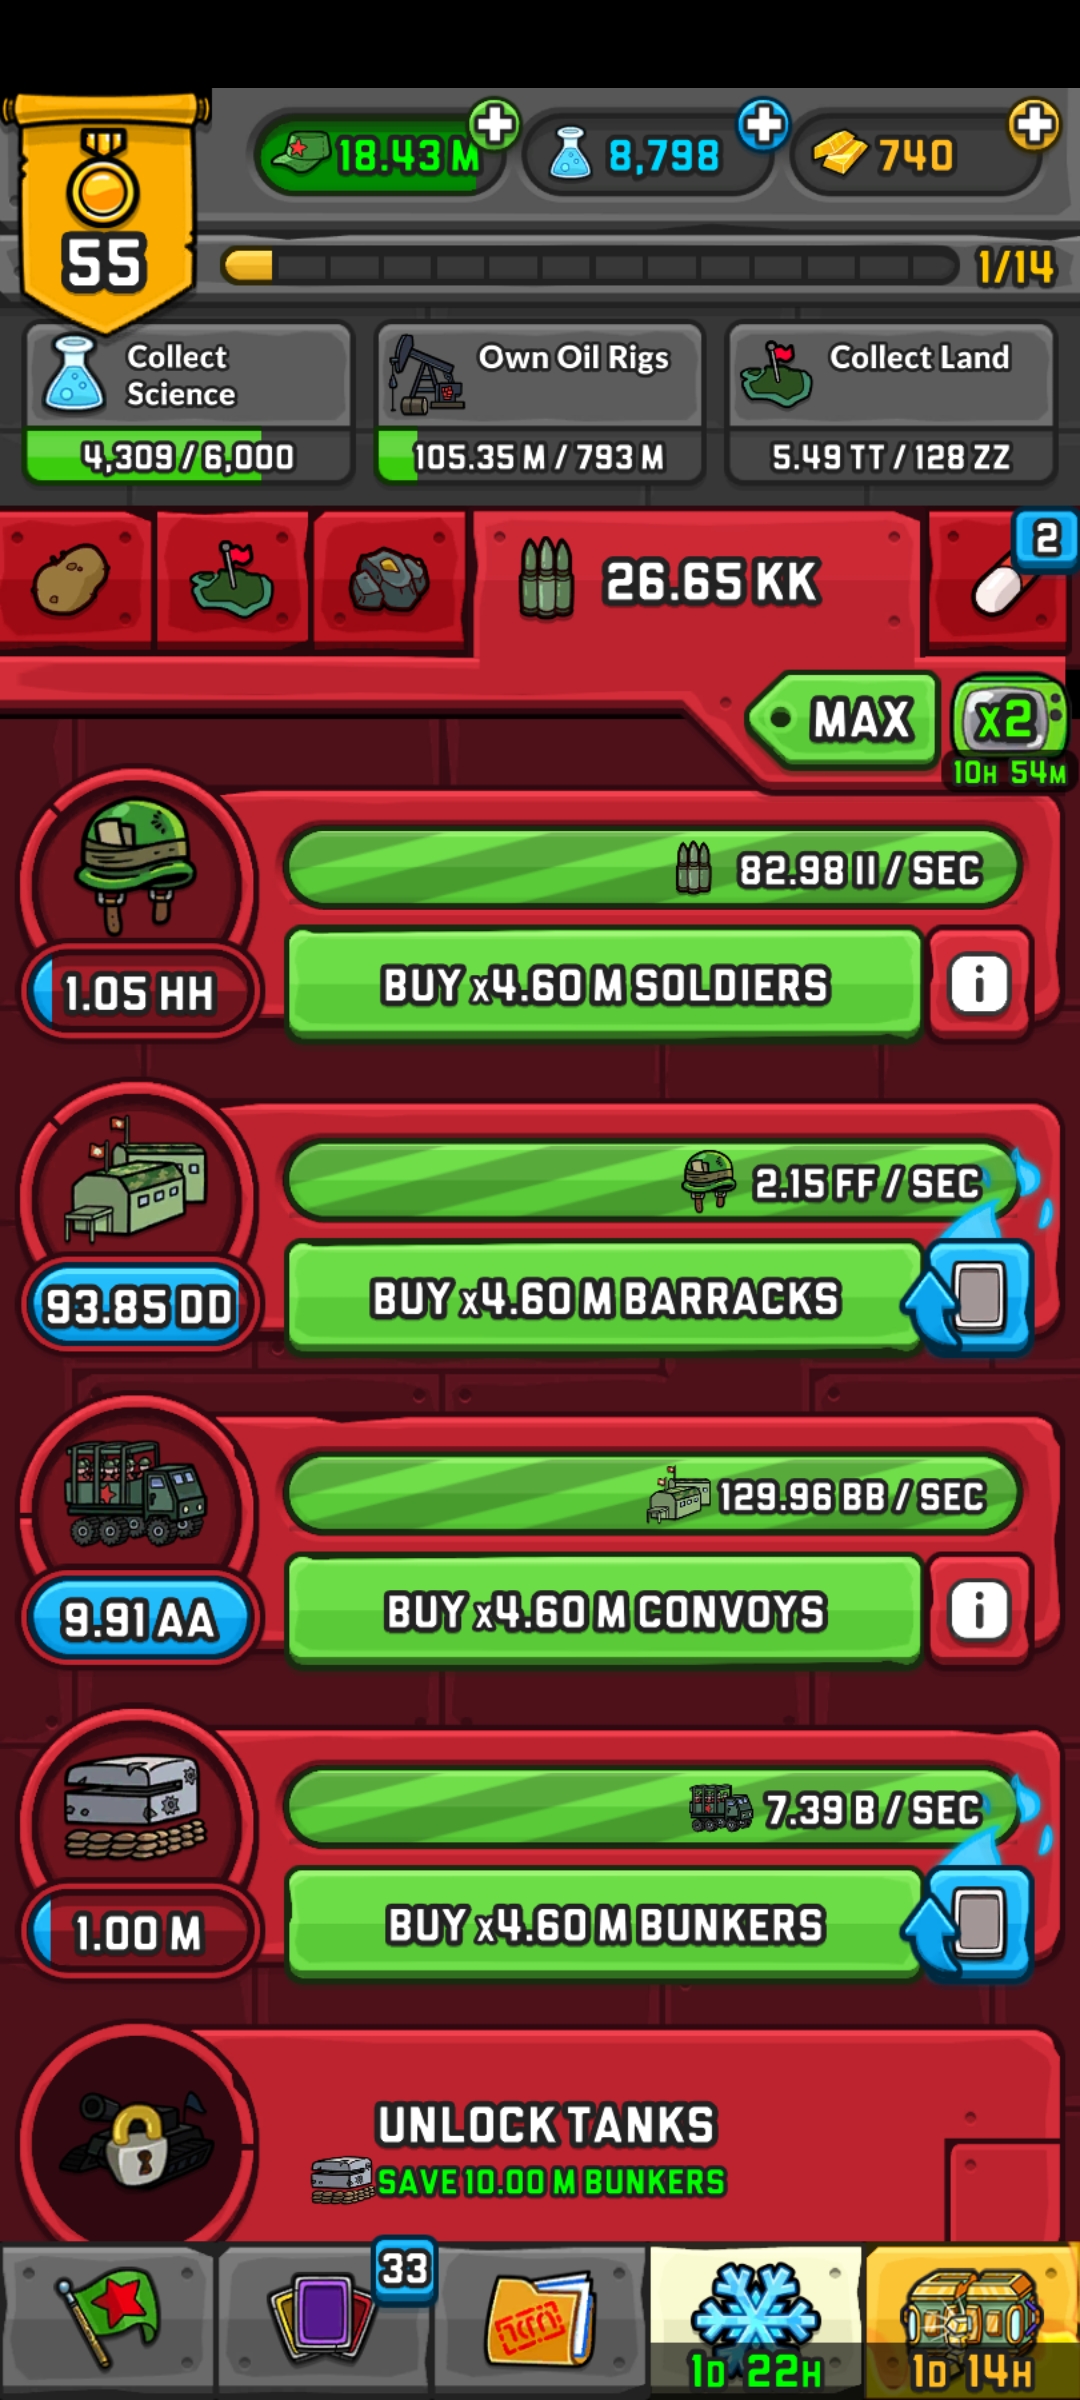 18.43 M
8,798
740
55
1/14
Collect
Science
4,309 / 6,000
Own Oil Rigs
105.35 M / 793 M
Collect Land
5.49 TT / 128 ZZ
26.65 KK
2
MAX
x2
10H 54M
82.98 II / SEC
1.05 HH
BUY x4.60 M SOLDIERS
i
2.15 FF / SEC
93.85 DD
BUY x4.60 M BARRACKS
129.96 BB / SEC
9.91 AA
BUY x4.60 M CONVOYS
i
7.39 B / SEC
1.00 M
BUY x4.60 M BUNKERS
UNLOCK TANKS
SAVE 10.00 M BUNKERS
33
1D 22H
1D 14H